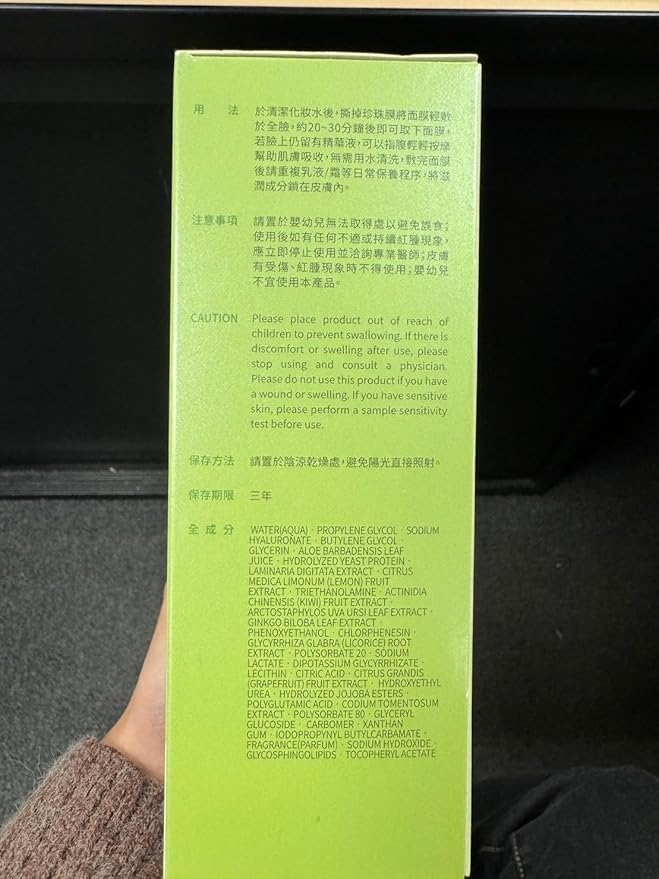 用 法 於清潔化妝水後，撕掉珍珠膜將面膜輕敷
於全臉，約20~30分鐘後即可取下面膜，
若臉上仍留有精華液，可以指腹輕輕按摩
幫助肌膚吸收，無需用水清洗，敷完面膜
後請重複乳液/霜等日常保養程序，將滋
潤成分鎖在皮膚內。
注意事項 請置於嬰幼兒無法取得處以避免誤食；
使用後如有任何不適或持續紅腫現象，
應立即停止使用並洽詢專業醫師；皮膚
有受傷、紅腫現象時不得使用；嬰幼兒
不宜使用本產品。
CAUTION Please place product out of reach of
children to prevent swallowing. If there is
discomfort or swelling after use, please
stop using and consult a physician.
Please do not use this product if you have
a wound or swelling. If you have sensitive
skin, please perform a sample sensitivity
test before use.
保存方法 請置於陰涼乾燥處，避免陽光直接照射。
保存期限 三年
全成分 WATER(AQUA)．PROPYLENE GLYCOL．SODIUM
HYALURONATE．BUTYLENE GLYCOL．
GLYCERIN．ALOE BARBADENSIS LEAF
JUICE．HYDROLYZED YEAST PROTEIN．
LAMINARIA DIGITATA EXTRACT．CITRUS
MEDICA LIMONUM (LEMON) FRUIT
EXTRACT．TRIETHANOLAMINE．ACTINIDIA
CHINENSIS (KIWI) FRUIT EXTRACT．
ARCTOSTAPHYLOS UVA URSI LEAF EXTRACT．
GINKGO BILOBA LEAF EXTRACT．
PHENOXYETHANOL．CHLORPHENESIN．
GLYCYRRHIZA GLABRA (LICORICE) ROOT
EXTRACT．POLYSORBATE 20．SODIUM
LACTATE．DIPOTASSIUM GLYCYRRHIZATE．
LECITHIN．CITRIC ACID．CITRUS GRANDIS
(GRAPEFRUIT) FRUIT EXTRACT．HYDROXYETHYL
UREA．HYDROLYZED JOJOBA ESTERS．
POLYGLUTAMIC ACID．CODIUM TOMENTOSUM
EXTRACT．POLYSORBATE 80．GLYCERYL
GLUCOSIDE．CARBOMER．XANTHAN
GUM．IODOPROPYNYL BUTYLCARBAMATE．
FRAGRANCE(PARFUM)．SODIUM HYDROXIDE．
GLYCOSPHINGOLIPIDS．TOCOPHERYL ACETATE